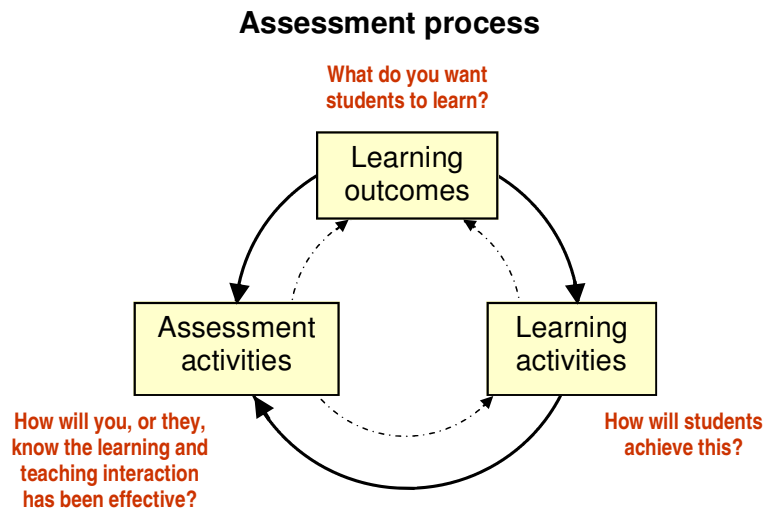 Assessment process
What do you want
students to learn?
Learning
outcomes
Assessment
activities
Learning
activities
How will you, or they,
know the learning and
teaching interaction
has been effective?
How will students
achieve this?